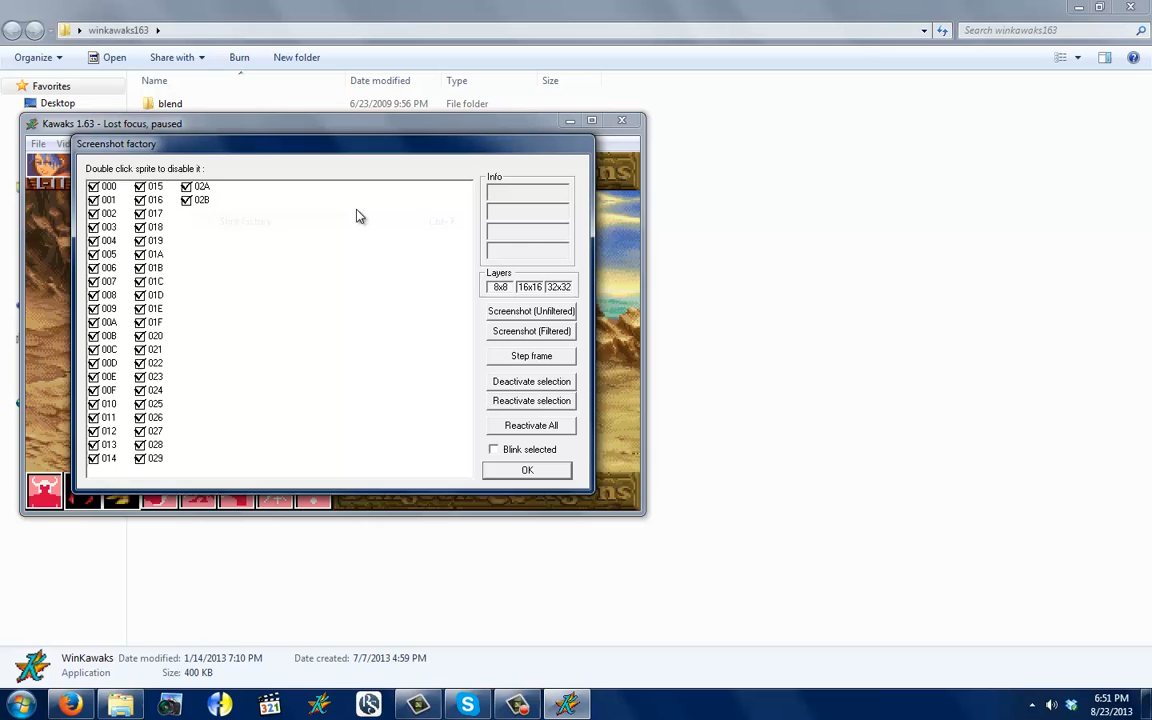 winkawaks163
Search winkawaks163
Organize Open Share with Burn New folder
Favorites
Desktop
Name Date modified Type Size
blend 6/23/2009 9:56 PM File folder
Kawaks 1.63 - Lost focus, paused
File
Screenshot factory
Double click sprite to disable it :
000 015 02A
001 016 02B
002 017
003 018
004 019
005 01A
006 01B
007 01C
008 01D
009 01E
00A 01F
00B 020
00C 021
00D 022
00E 023
00F 024
010 025
011 026
012 027
013 028
014 029
Info
Layers
8x8 16x16 32x32
Screenshot (Unfiltered)
Screenshot (Filtered)
Step frame
Deactivate selection
Reactivate selection
Reactivate All
Blink selected
OK
WinKawaks Date modified: 1/14/2013 7:10 PM Date created: 7/7/2013 4:59 PM
Application Size: 400 KB
321
6:51 PM
8/23/2013